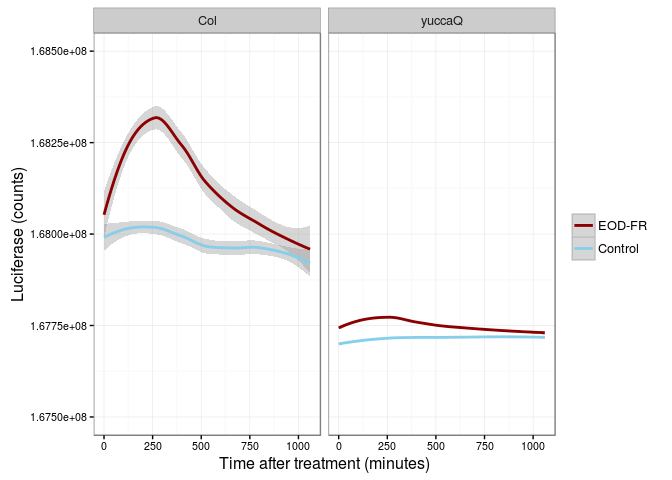 Col yuccaQ
1.6850e+08
1.6825e+08
1.6800e+08
1.6775e+08
1.6750e+08
Luciferase (counts)
EOD-FR
Control
0 250 500 750 1000 0 250 500 750 1000
Time after treatment (minutes)